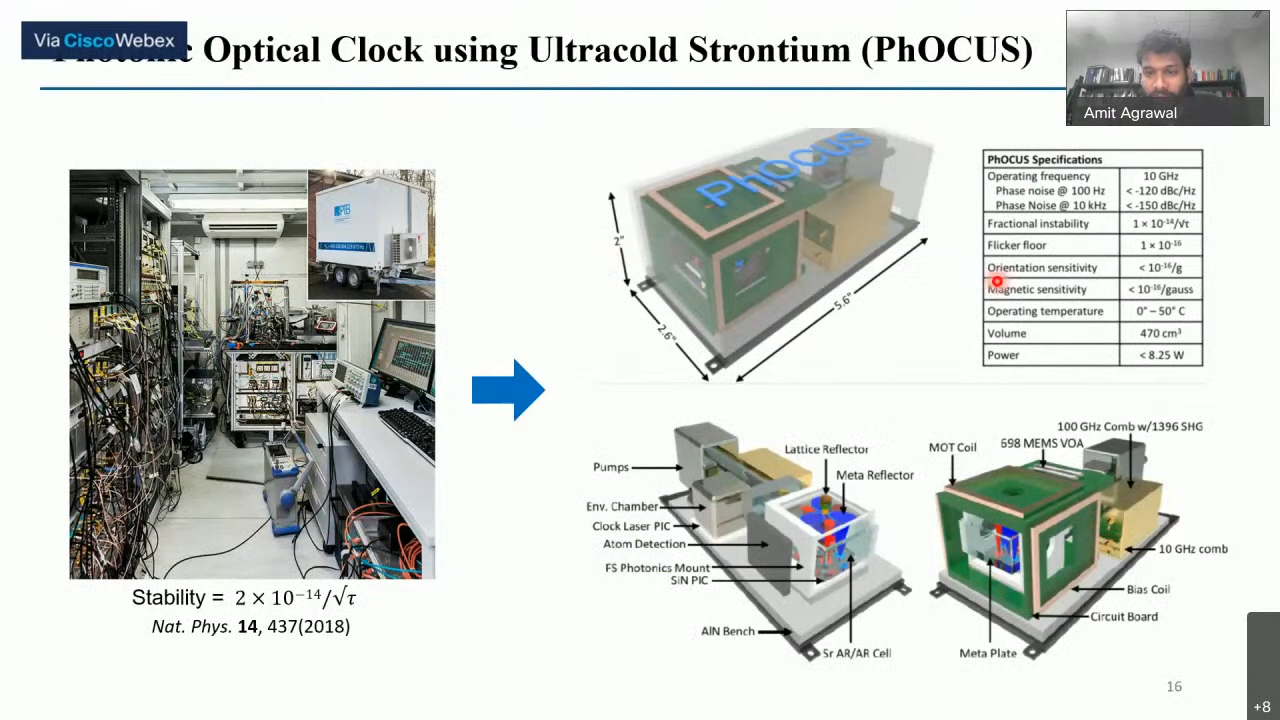 Via CiscoWebex
Photonic Optical Clock using Ultracold Strontium (PhOCUS)
Amit Agrawal
PTB
Stability = 2 × 10⁻¹⁴/√τ
Nat. Phys. 14, 437(2018)
PhOCUS
2"
2.6"
5.6"
PhOCUS Specifications
Operating frequency 10 GHz
Phase noise @ 100 Hz < -120 dBc/Hz
Phase Noise @ 10 kHz < -150 dBc/Hz
Fractional instability 1 × 10⁻¹⁴/√τ
Flicker floor 1 × 10⁻¹⁶
Orientation sensitivity < 10⁻¹⁶/g
Magnetic sensitivity < 10⁻¹⁶/gauss
Operating temperature 0° – 50° C
Volume 470 cm³
Power < 8.25 W
Pumps
Env. Chamber
Clock Laser PIC
Atom Detection
FS Photonics Mount
SiN PIC
AlN Bench
Lattice Reflector
Meta Reflector
Sr AR/AR Cell
MOT Coil
698 MEMS VOA
100 GHz Comb w/1396 SHG
10 GHz comb
Bias Coil
Circuit Board
Meta Plate
16
+8